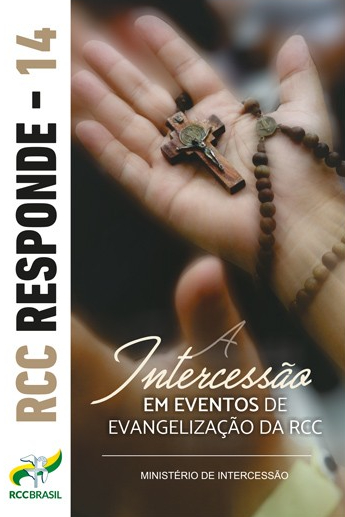 RCC RESPONDE - 14
A
Intercessão
EM EVENTOS DE
EVANGELIZAÇÃO DA RCC
MINISTÉRIO DE INTERCESSÃO
RCCBRASIL